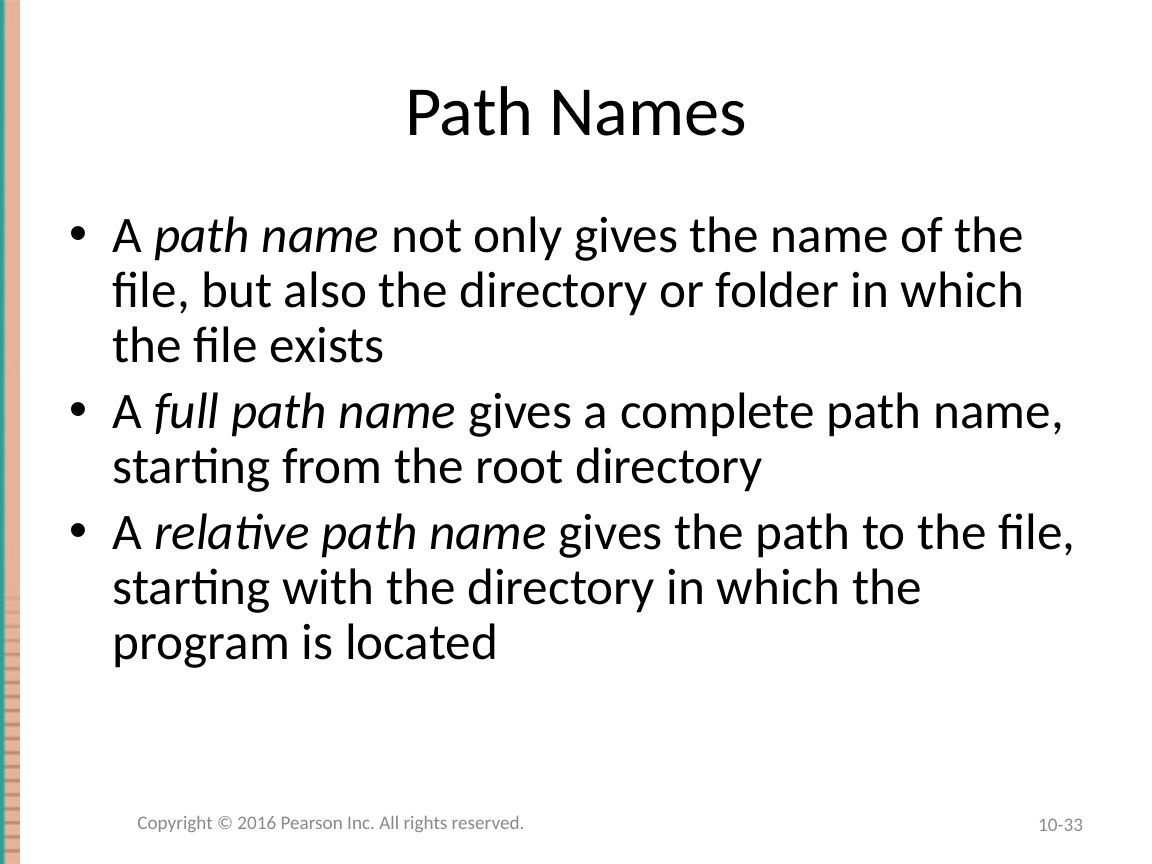 Path Names
• A path name not only gives the name of the
file, but also the directory or folder in which
the file exists
• A full path name gives a complete path name,
starting from the root directory
• A relative path name gives the path to the file,
starting with the directory in which the
program is located
Copyright © 2016 Pearson Inc. All rights reserved.
10-33